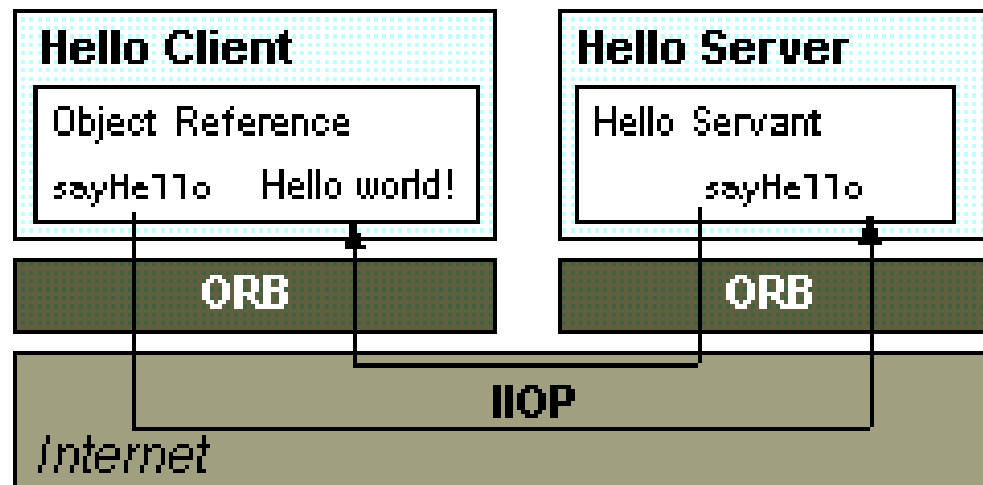 Hello Client
Object Reference
sayHello Hello world!
ORB
Hello Server
Hello Servant
sayHello
ORB
IIOP
Internet